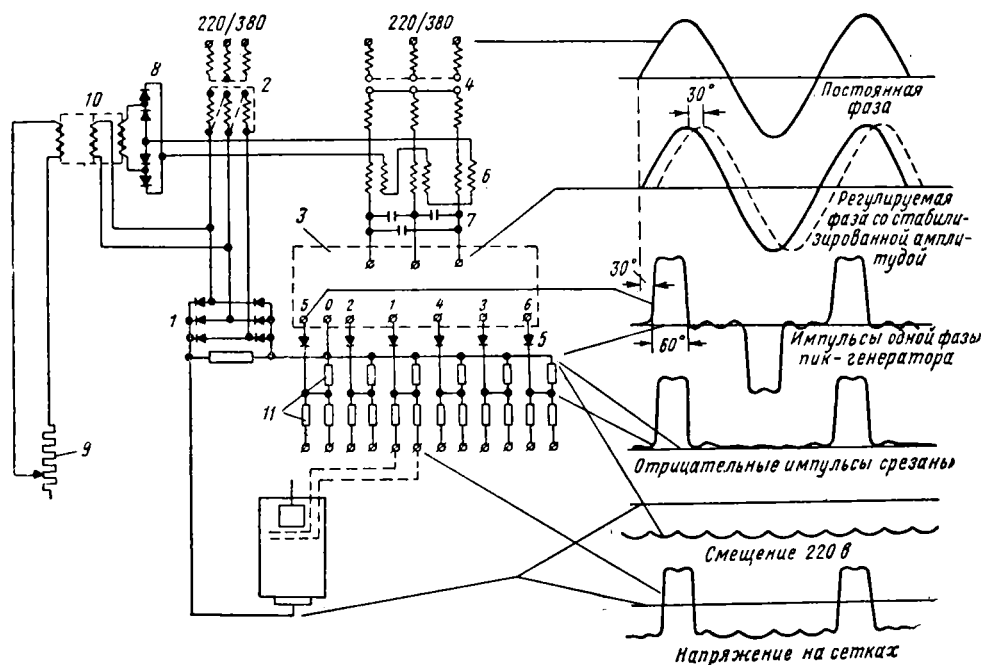 220/380
220/380
8
10
2
4
6
7
3
5 0 2 1 4 3 6
1
5
11
9
Постоянная
фаза
30°
Регулируемая
фаза со стабили-
зированной ампли-
тудой
30°
60°
Импульсы одной фазы
пик-генератора
Отрицательные импульсы срезаны
Смещение 220 в
Напряжение на сетках